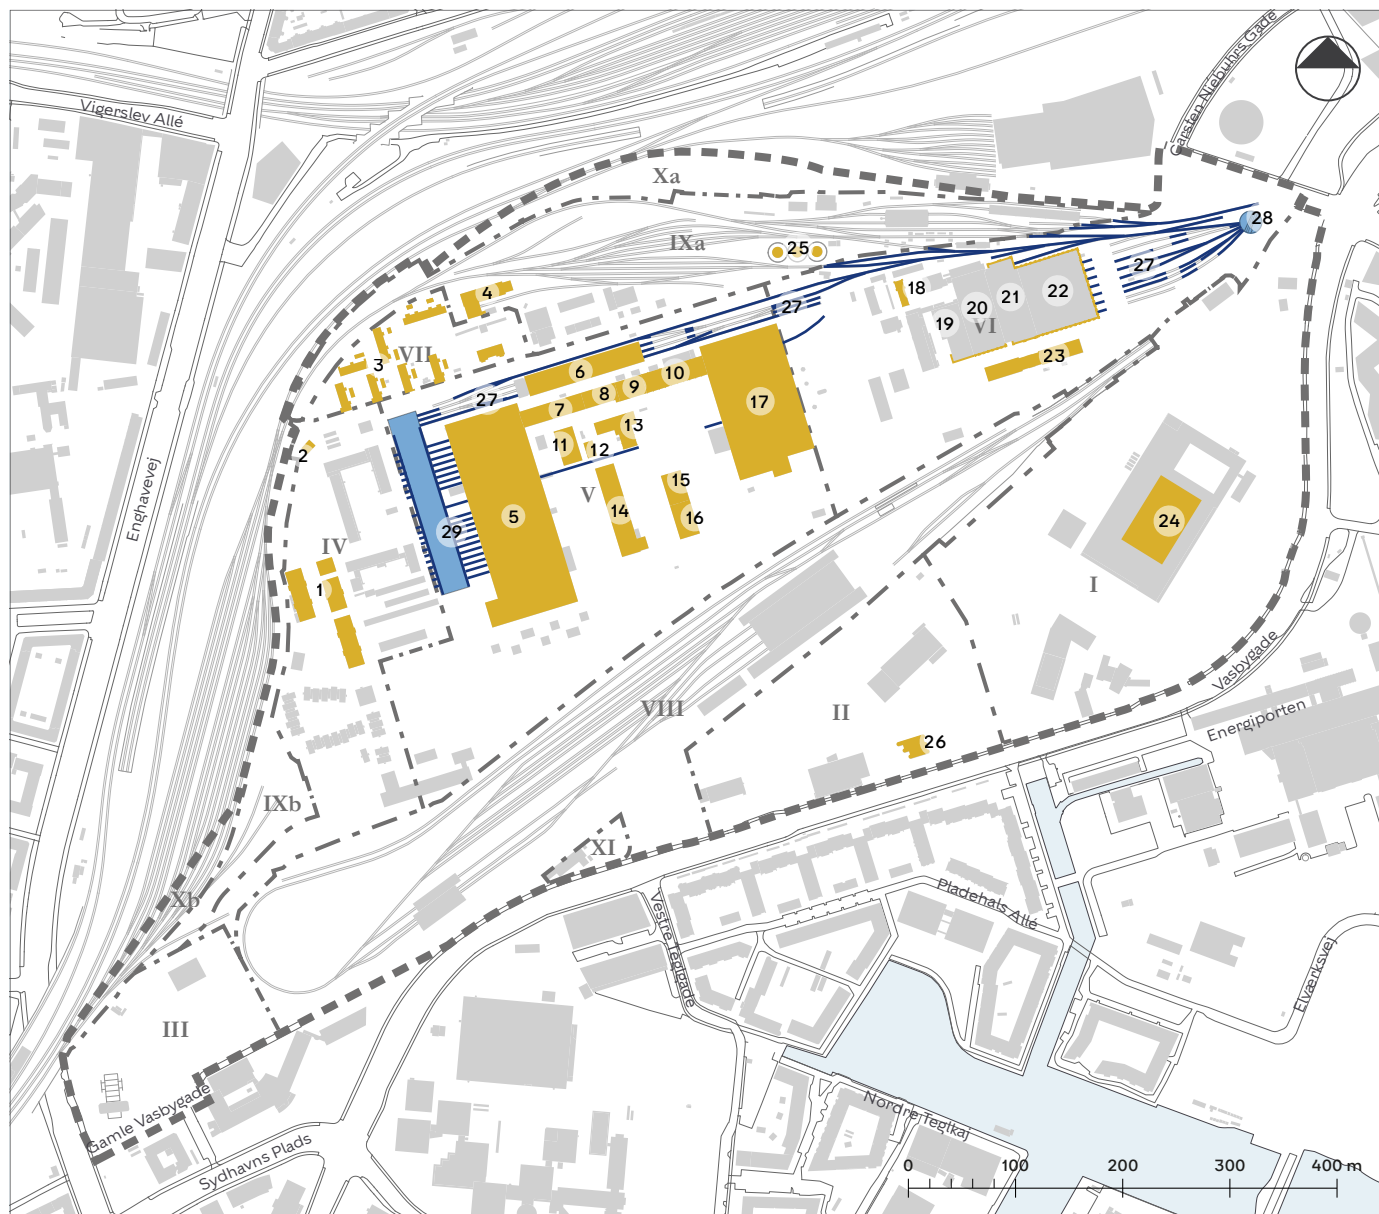 Carsten Niebuhrs Gade
Vigerslev Allé
Xa
28
IXa
25
27
18
20
21
22
19
VI
27
4
3
VII
23
6
10
9
8
7
27
17
13
11
12
2
15
V
14
16
5
29
24
Enghavevej
IV
1
I
Vasbygade
VIII
II
Energiporten
26
IXb
XI
Xb
Pladehals Allé
Vestre Teglgade
Elværksvej
III
Gamle Vasbygade
Nordre Teglkaj
Sydhavns Plads
0 100 200 300 400 m